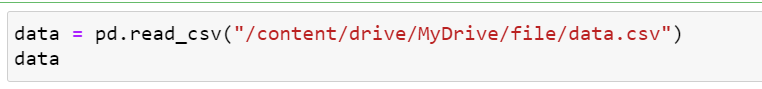 data = pd.read_csv("/content/drive/MyDrive/file/data.csv")
data